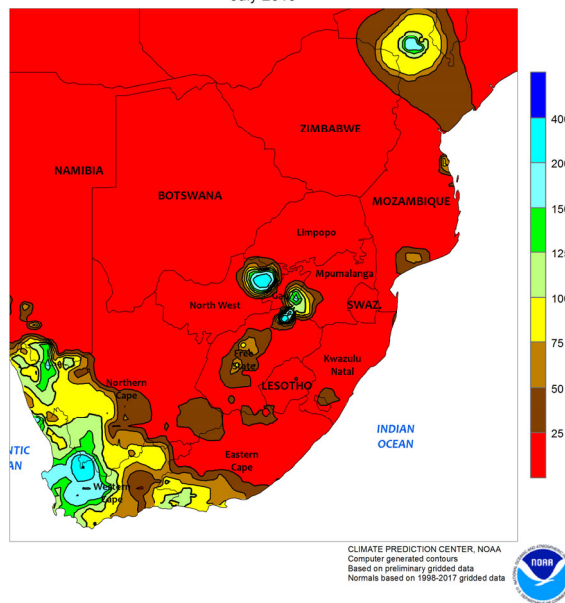 ZIMBABWE
NAMIBIA
BOTSWANA
MOZAMBIQUE
Limpopo
Mpumalanga
North West
SWAZ.
Free
State
Kwazulu
Natal
LESOTHO
Northern
Cape
INDIAN
OCEAN
Eastern
Cape
Western
Cape
400
200
150
125
100
75
50
25
CLIMATE PREDICTION CENTER, NOAA
Computer generated contours
Based on preliminary gridded data
Normals based on 1998-2017 gridded data
NOAA